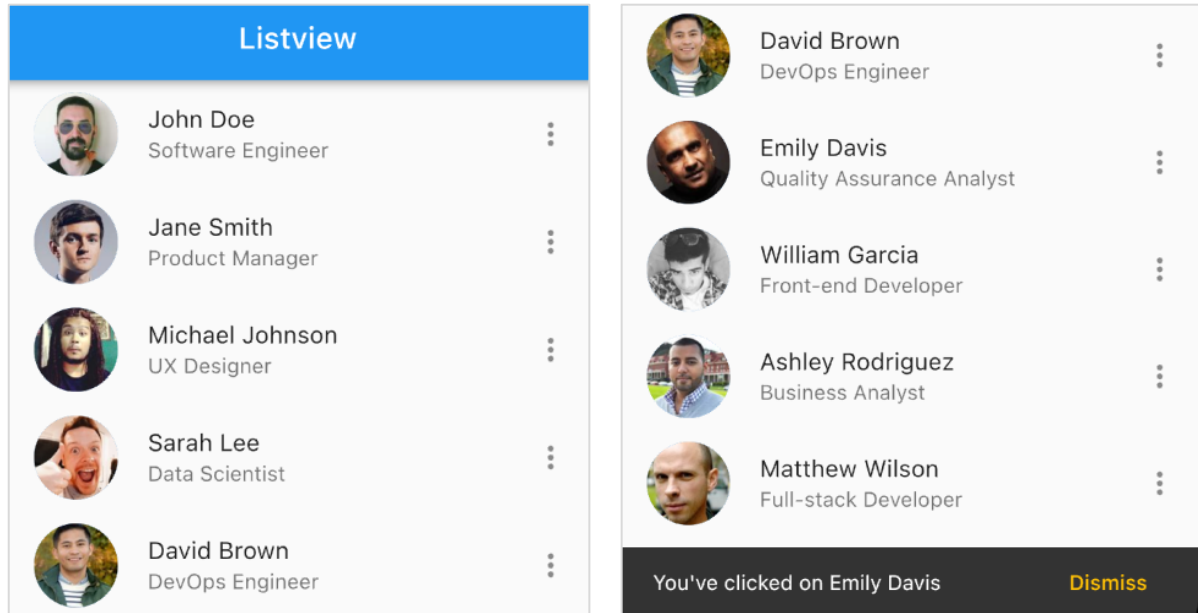 Listview
John Doe
Software Engineer
Jane Smith
Product Manager
Michael Johnson
UX Designer
Sarah Lee
Data Scientist
David Brown
DevOps Engineer
David Brown
DevOps Engineer
Emily Davis
Quality Assurance Analyst
William Garcia
Front-end Developer
Ashley Rodriguez
Business Analyst
Matthew Wilson
Full-stack Developer
You've clicked on Emily Davis Dismiss